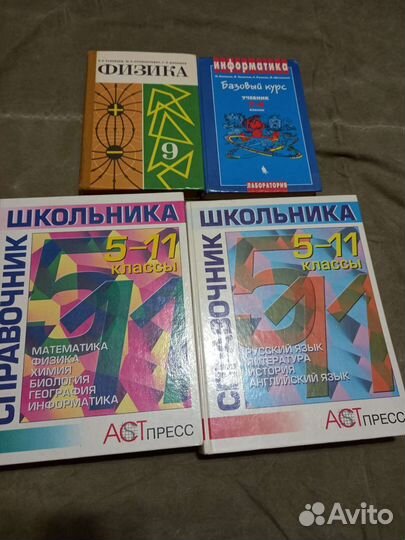 ФИЗИКА
9
информатика
Базовый курс
УЧЕБНИК
ЛАБОРАТОРИЯ
СПРАВОЧНИК
ШКОЛЬНИКА
5-11
КЛАССЫ
МАТЕМАТИКА
ФИЗИКА
ХИМИЯ
БИОЛОГИЯ
ГЕОГРАФИЯ
ИНФОРМАТИКА
АСТ ПРЕСС
СПРАВОЧНИК
ШКОЛЬНИКА
5-11
КЛАССЫ
РУССКИЙ ЯЗЫК
ЛИТЕРАТУРА
ИСТОРИЯ
АНГЛИЙСКИЙ ЯЗЫК
АСТ ПРЕСС
Avito